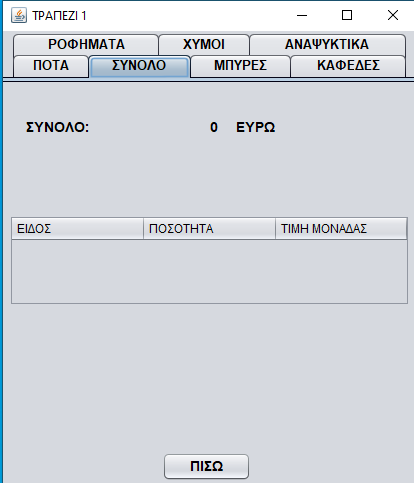 ΤΡΑΠΕΖΙ 1
ΡΟΦΗΜΑΤΑ ΧΥΜΟΙ ΑΝΑΨΥΚΤΙΚΑ
ΠΟΤΑ ΣΥΝΟΛΟ ΜΠΥΡΕΣ ΚΑΦΕΔΕΣ
ΣΥΝΟΛΟ: 0 ΕΥΡΩ
ΕΙΔΟΣ ΠΟΣΟΤΗΤΑ ΤΙΜΗ ΜΟΝΑΔΑΣ
ΠΙΣΩ